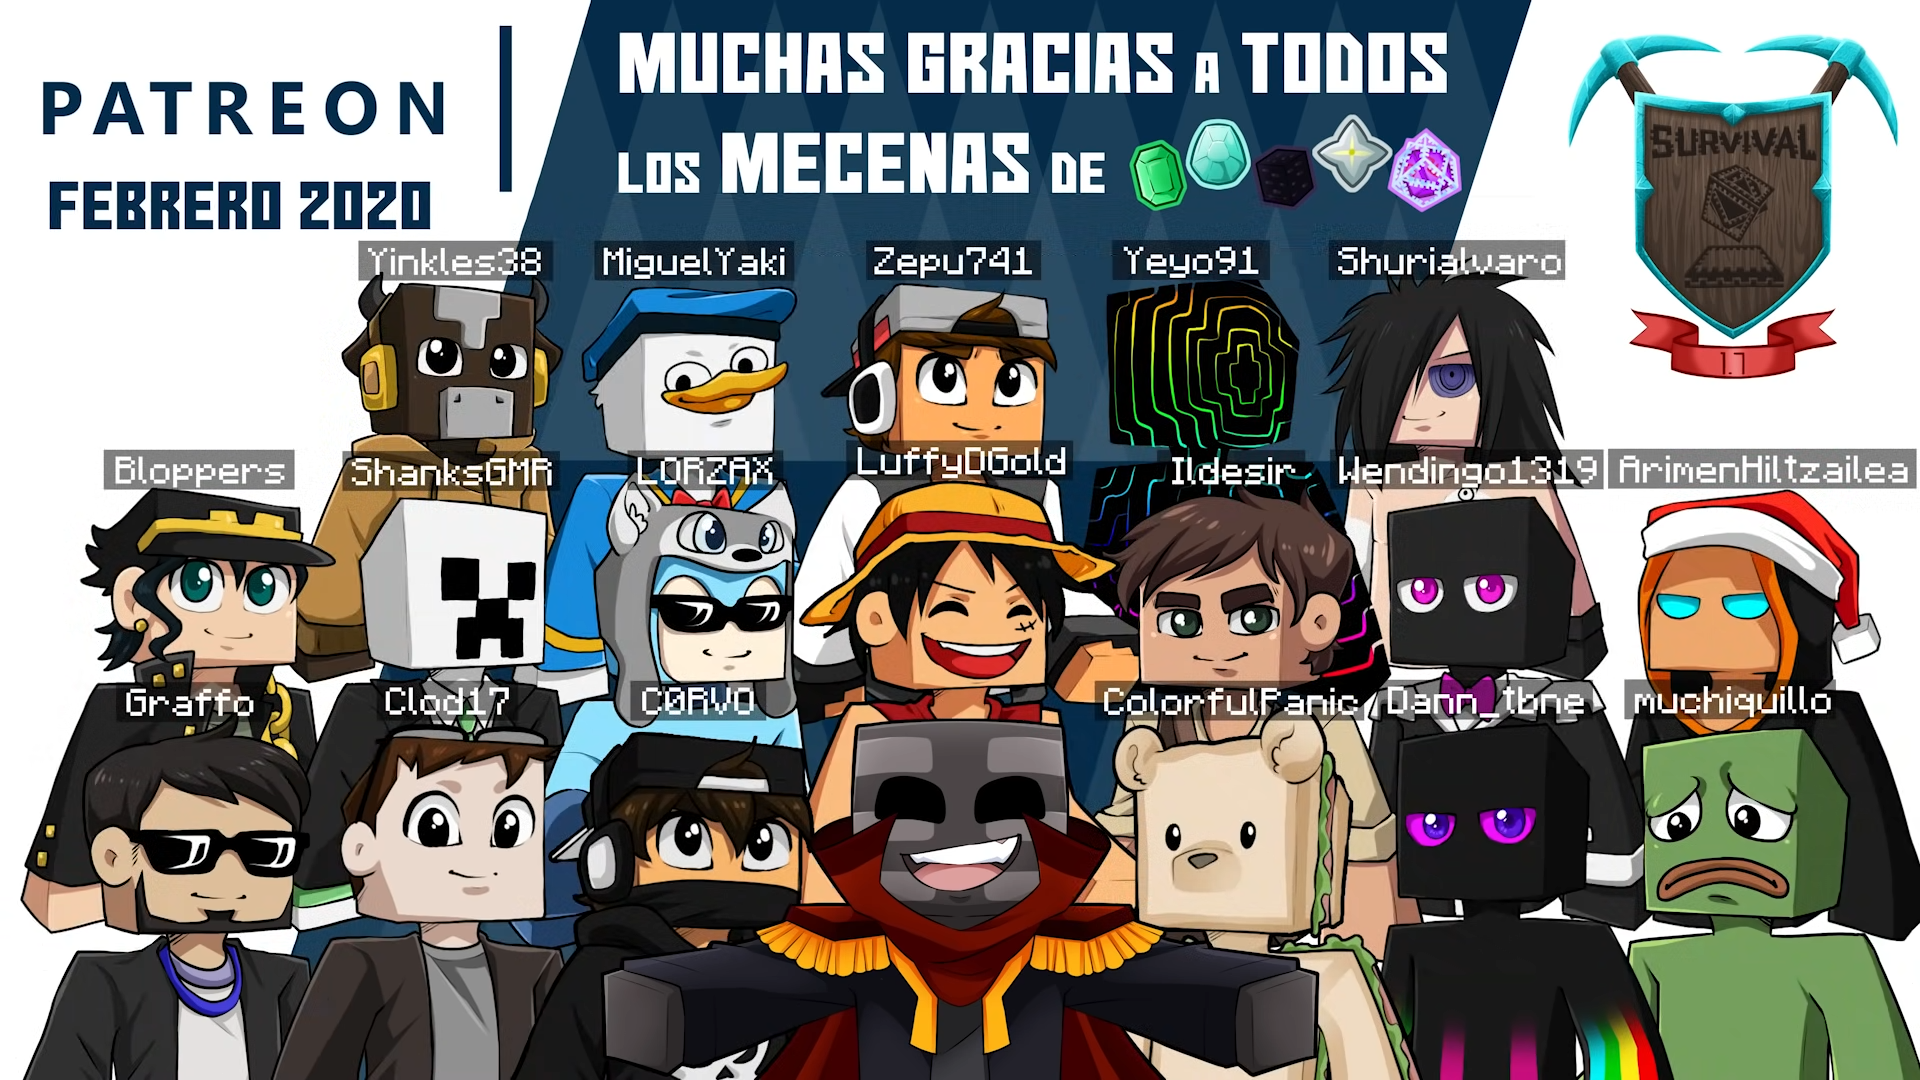 PATREON
FEBRERO 2020
MUCHAS GRACIAS A TODOS
LOS MECENAS DE
SURVIVAL
1.1
Yinkles38
MiguelYaki
Zepu741
Yeyo91
Shurialvaro
Bloppers
ShanksGMR
LORZAX
LuffyDGold
Ildesir
Wendingo1319
ArimenHiltzailea
Graffo
Clod17
C0RVO
ColorfulPanic
Dann_tbne
muchiquillo